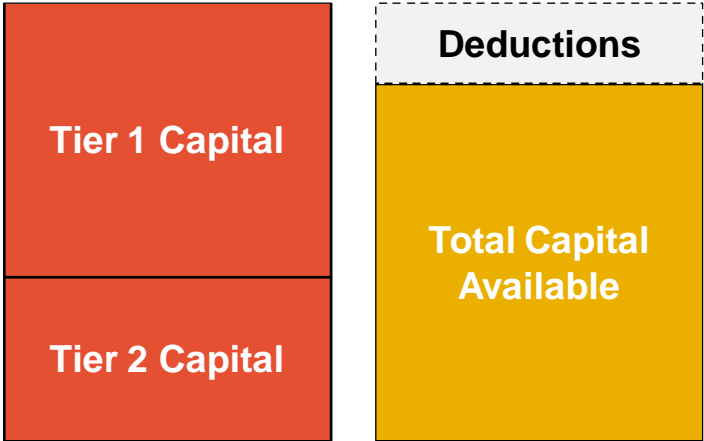 Tier 1 Capital
Tier 2 Capital
Deductions
Total Capital
Available